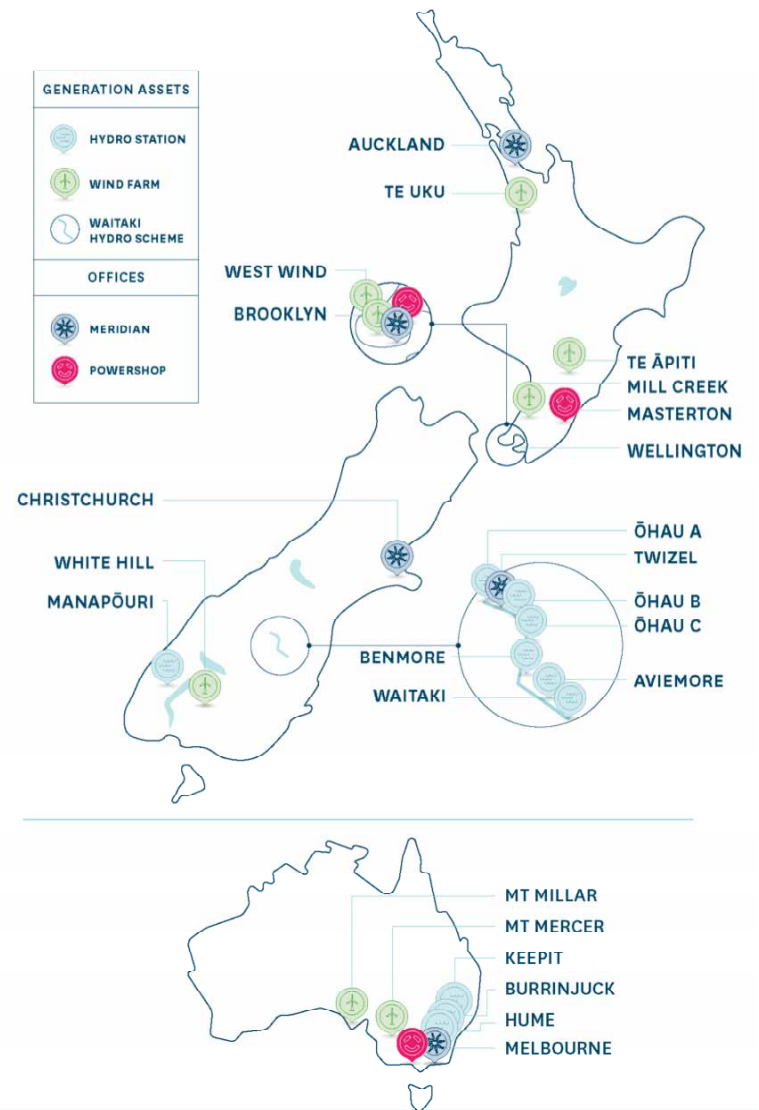 GENERATION ASSETS
HYDRO STATION
WIND FARM
WAITAKI
HYDRO SCHEME
OFFICES
MERIDIAN
POWERSHOP
AUCKLAND
TE UKU
WEST WIND
BROOKLYN
TE ĀPITI
MILL CREEK
MASTERTON
WELLINGTON
CHRISTCHURCH
WHITE HILL
MANAPŌURI
ŌHAU A
TWIZEL
ŌHAU B
ŌHAU C
BENMORE
AVIEMORE
WAITAKI
MT MILLAR
MT MERCER
KEEPIT
BURRINJUCK
HUME
MELBOURNE